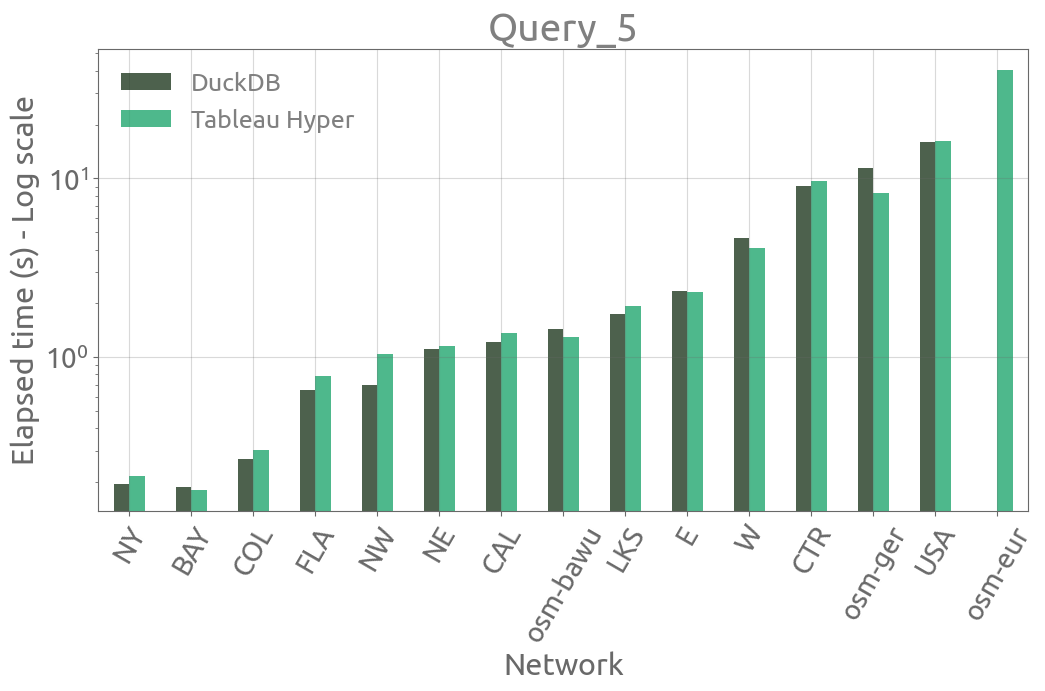 Query_5
DuckDB
Tableau Hyper
Elapsed time (s) - Log scale
10¹
10⁰
NY
BAY
COL
FLA
NW
NE
CAL
osm-bawu
LKS
E
W
CTR
osm-ger
USA
osm-eur
Network